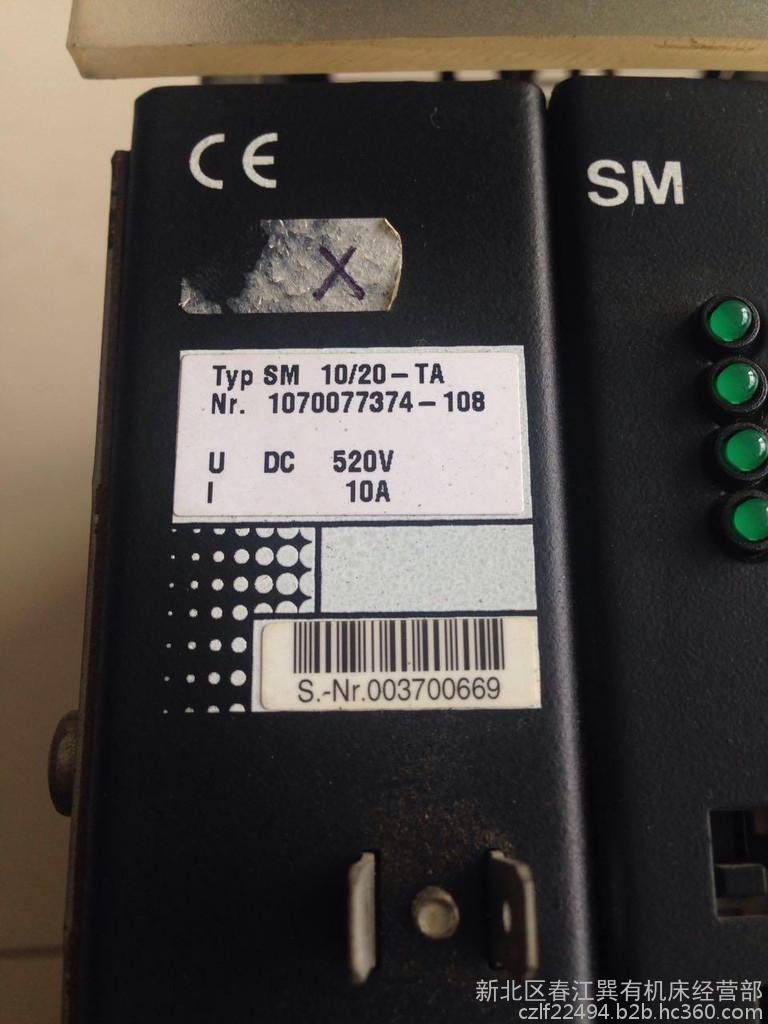 CE
SM
X
Typ SM 10/20-TA
Nr. 1070077374-108
U DC 520V
I 10A
S.-Nr.003700669
新北区春江巽有机床经营部
czlf22494.b2b.hc360.com